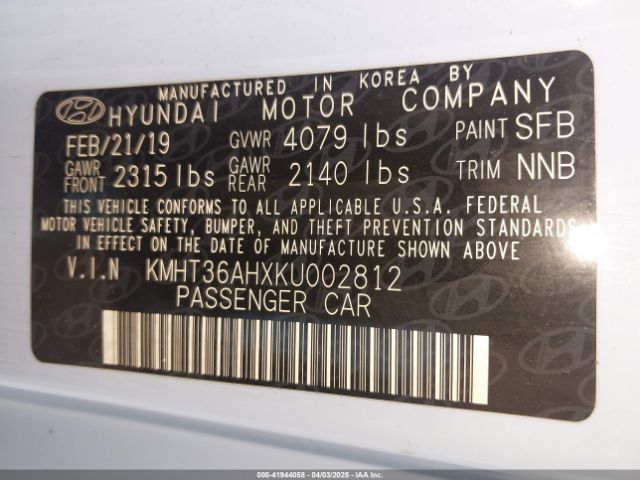 MANUFACTURED IN KOREA BY
HYUNDAI MOTOR COMPANY
FEB/21/19 GVWR 4079 lbs PAINT SFB
GAWR FRONT 2315 lbs GAWR REAR 2140 lbs TRIM NNB
THIS VEHICLE CONFORMS TO ALL APPLICABLE U.S.A. FEDERAL
MOTOR VEHICLE SAFETY, BUMPER, AND THEFT PREVENTION STANDARDS
IN EFFECT ON THE DATE OF MANUFACTURE SHOWN ABOVE
V.I.N KMHT36AHXKU002812
PASSENGER CAR
000-41944058 - 04/03/2025 - COPART.COM